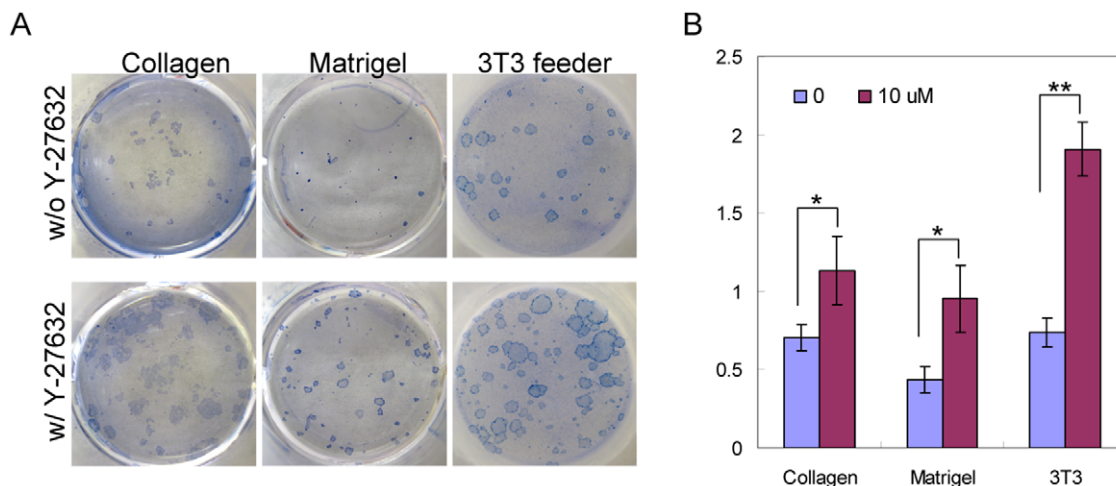 A
Collagen Matrigel 3T3 feeder
w/o Y-27632
w/ Y-27632
B
2.5
2
1.5
1
0.5
0
0 10 uM
*
*
**
Collagen Matrigel 3T3